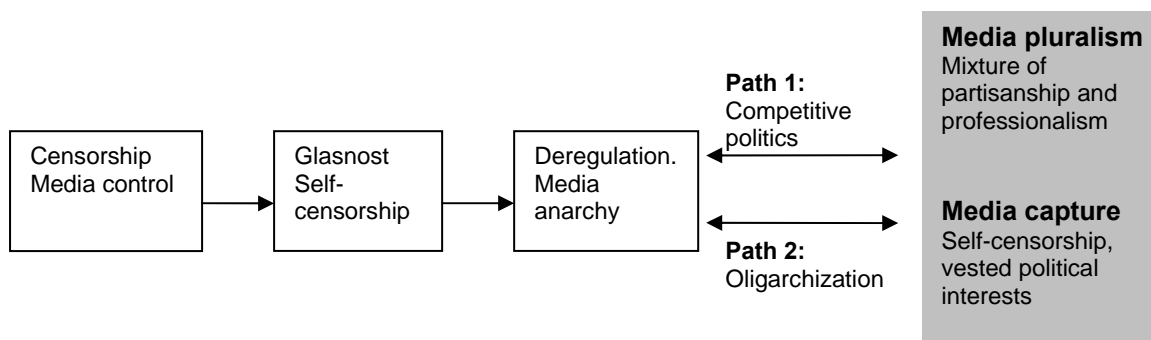 Censorship
Media control
Glasnost
Self-
censorship
Deregulation.
Media
anarchy
Path 1:
Competitive
politics
Path 2:
Oligarchization
Media pluralism
Mixture of
partisanship and
professionalism
Media capture
Self-censorship,
vested political
interests